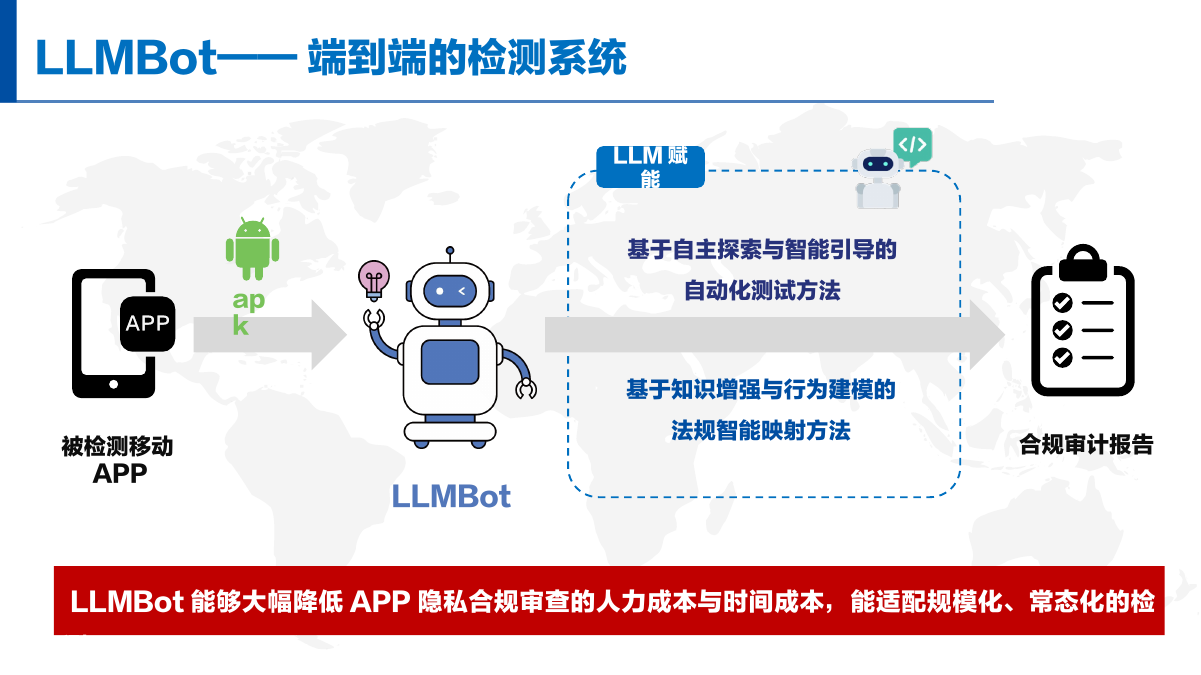 LLMBot—— 端到端的检测系统
LLM 赋
能
</>
基于自主探索与智能引导的
自动化测试方法
ap
k
APP
基于知识增强与行为建模的
法规智能映射方法
被检测移动
APP
LLMBot
合规审计报告
LLMBot 能够大幅降低 APP 隐私合规审查的人力成本与时间成本，能适配规模化、常态化的检